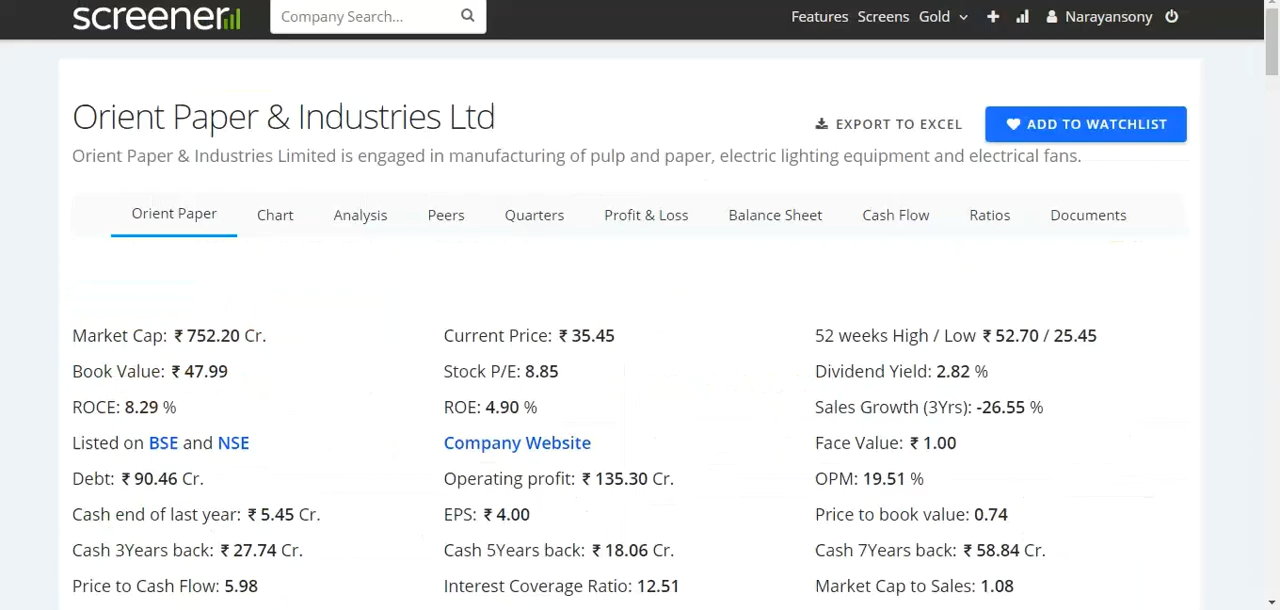 screener
Company Search...
Features Screens Gold Narayansony
Orient Paper & Industries Ltd
EXPORT TO EXCEL
ADD TO WATCHLIST
Orient Paper & Industries Limited is engaged in manufacturing of pulp and paper, electric lighting equipment and electrical fans.
Orient Paper Chart Analysis Peers Quarters Profit & Loss Balance Sheet Cash Flow Ratios Documents
Market Cap: ₹ 752.20 Cr. Current Price: ₹ 35.45 52 weeks High / Low ₹ 52.70 / 25.45
Book Value: ₹ 47.99 Stock P/E: 8.85 Dividend Yield: 2.82 %
ROCE: 8.29 % ROE: 4.90 % Sales Growth (3Yrs): -26.55 %
Listed on BSE and NSE Company Website Face Value: ₹ 1.00
Debt: ₹ 90.46 Cr. Operating profit: ₹ 135.30 Cr. OPM: 19.51 %
Cash end of last year: ₹ 5.45 Cr. EPS: ₹ 4.00 Price to book value: 0.74
Cash 3Years back: ₹ 27.74 Cr. Cash 5Years back: ₹ 18.06 Cr. Cash 7Years back: ₹ 58.84 Cr.
Price to Cash Flow: 5.98 Interest Coverage Ratio: 12.51 Market Cap to Sales: 1.08